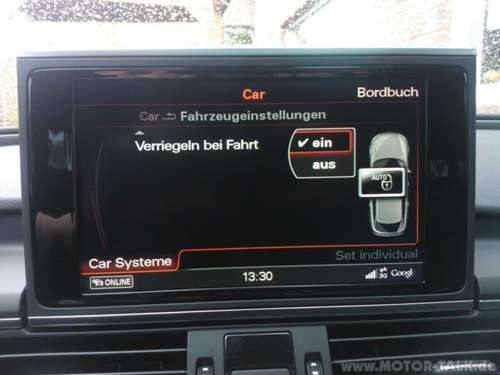 Car
Bordbuch
Car Fahrzeugeinstellungen
Verriegeln bei Fahrt
ein
aus
AUTO
Car Systeme
Set individual
ONLINE
13:30
3G
Google
www.MOTOR-TALK.de